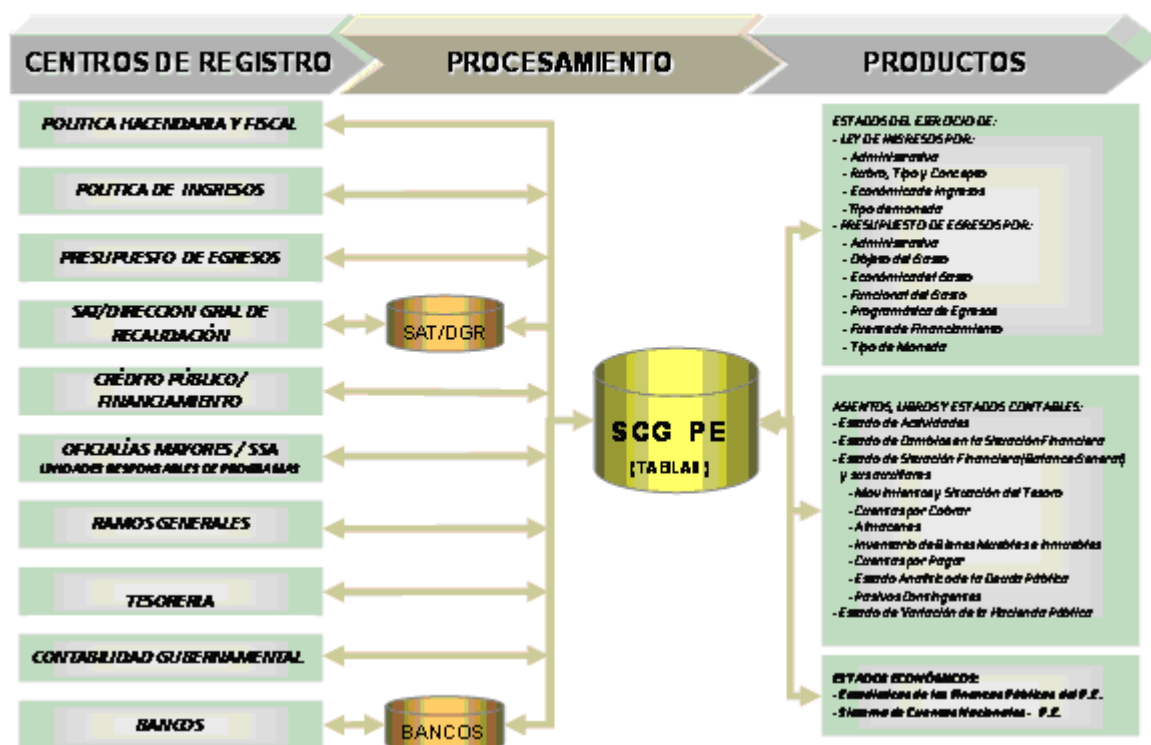 CENTROS DE REGISTRO
PROCESAMIENTO
PRODUCTOS
POLITICA HACENDARIA Y FISCAL
POLITICA DE INGRESOS
PRESUPUESTO DE EGRESOS
SAT/DIRECCION GRAL DE
RECAUDACIÓN
CRÉDITO PÚBLICO/
FINANCIAMIENTO
OFICIALÍAS MAYORES / SSA
UNIDADES RESPONSABLES DE PROGRAMAS
RAMOS GENERALES
TESORERIA
CONTABILIDAD GUBERNAMENTAL
BANCOS
SAT/DGR
BANCOS
SCG PE
(TABLAS)
ESTADOS DEL EJERCICIO DE:
- LEY DE INGRESOS POR:
- Administrativa
- Rubro, Tipo y Concepto
- Económica de Ingresos
- Tipo de moneda
- PRESUPUESTO DE EGRESOS POR:
- Administrativa
- Objeto del Gasto
- Económica del Gasto
- Funcional del Gasto
- Programática de Egresos
- Fuente de Financiamiento
- Tipo de Moneda
ASIENTOS, LIBROS Y ESTADOS CONTABLES:
- Estado de Actividades
- Estado de Cambios en la Situación Financiera
- Estado de Situación Financiera (Balance General)
y sus auxiliares
- Movimientos y Situación del Tesoro
- Cuentas por Cobrar
- Almacenes
- Inventario de Bienes Muebles e Inmuebles
- Cuentas por Pagar
- Estado Analítico de la Deuda Pública
- Pasivos Contingentes
- Estado de Variación de la Hacienda Pública
ESTADOS ECONÓMICOS:
- Estadísticas de las Finanzas Públicas del P.E.
- Sistema de Cuentas Nacionales - P.E.